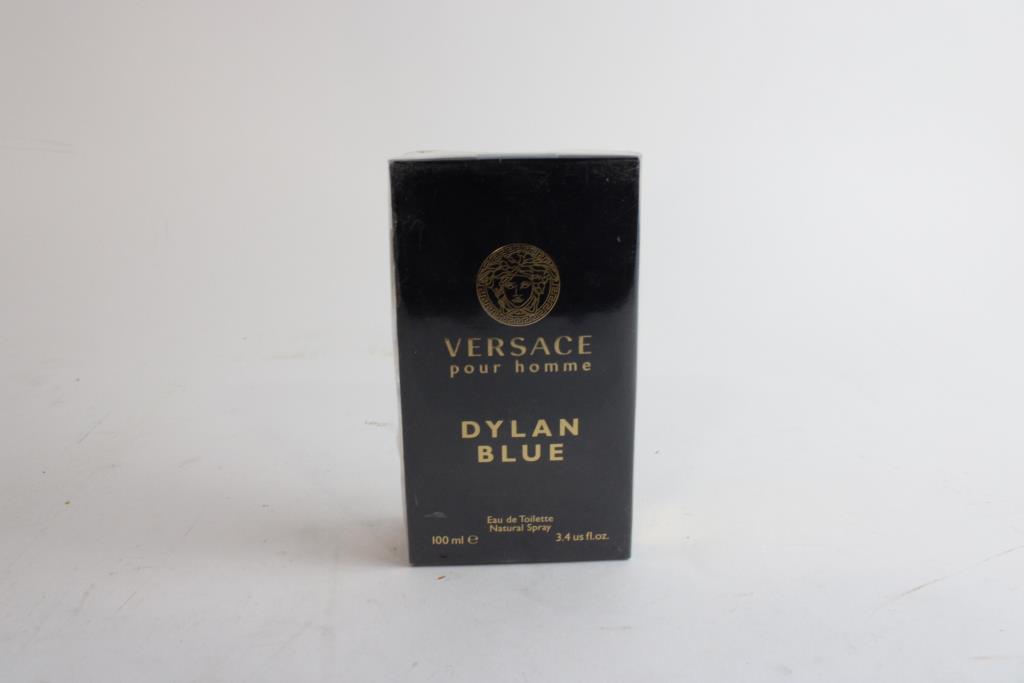 VERSACE
pour homme
DYLAN
BLUE
Eau de Toilette
Natural Spray
100 ml ℮ 3.4 us fl.oz.